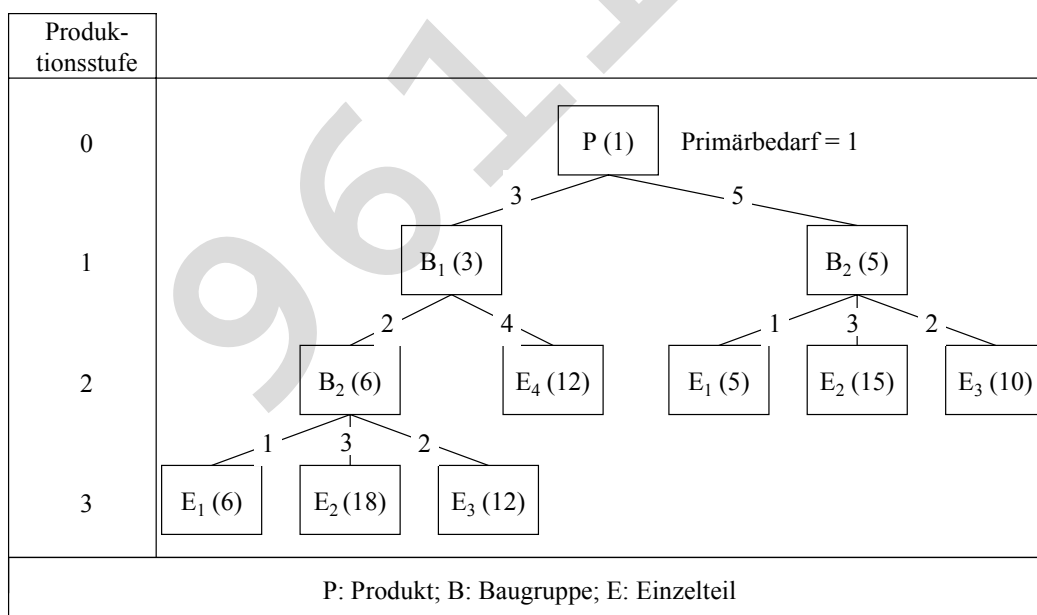 Produk-
tionsstufe
0
P (1) Primärbedarf = 1
3 5
1
B₁ (3) B₂ (5)
2 4 1 3 2
2
B₂ (6) E₄ (12) E₁ (5) E₂ (15) E₃ (10)
1 3 2
3
E₁ (6) E₂ (18) E₃ (12)
P: Produkt; B: Baugruppe; E: Einzelteil